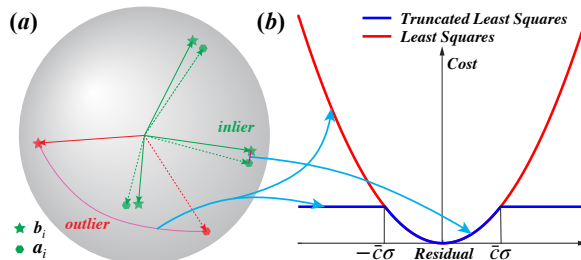 (a)
inlier
outlier
b_i
a_i
(b)
Truncated Least Squares
Least Squares
Cost
−c̄σ
Residual
c̄σ